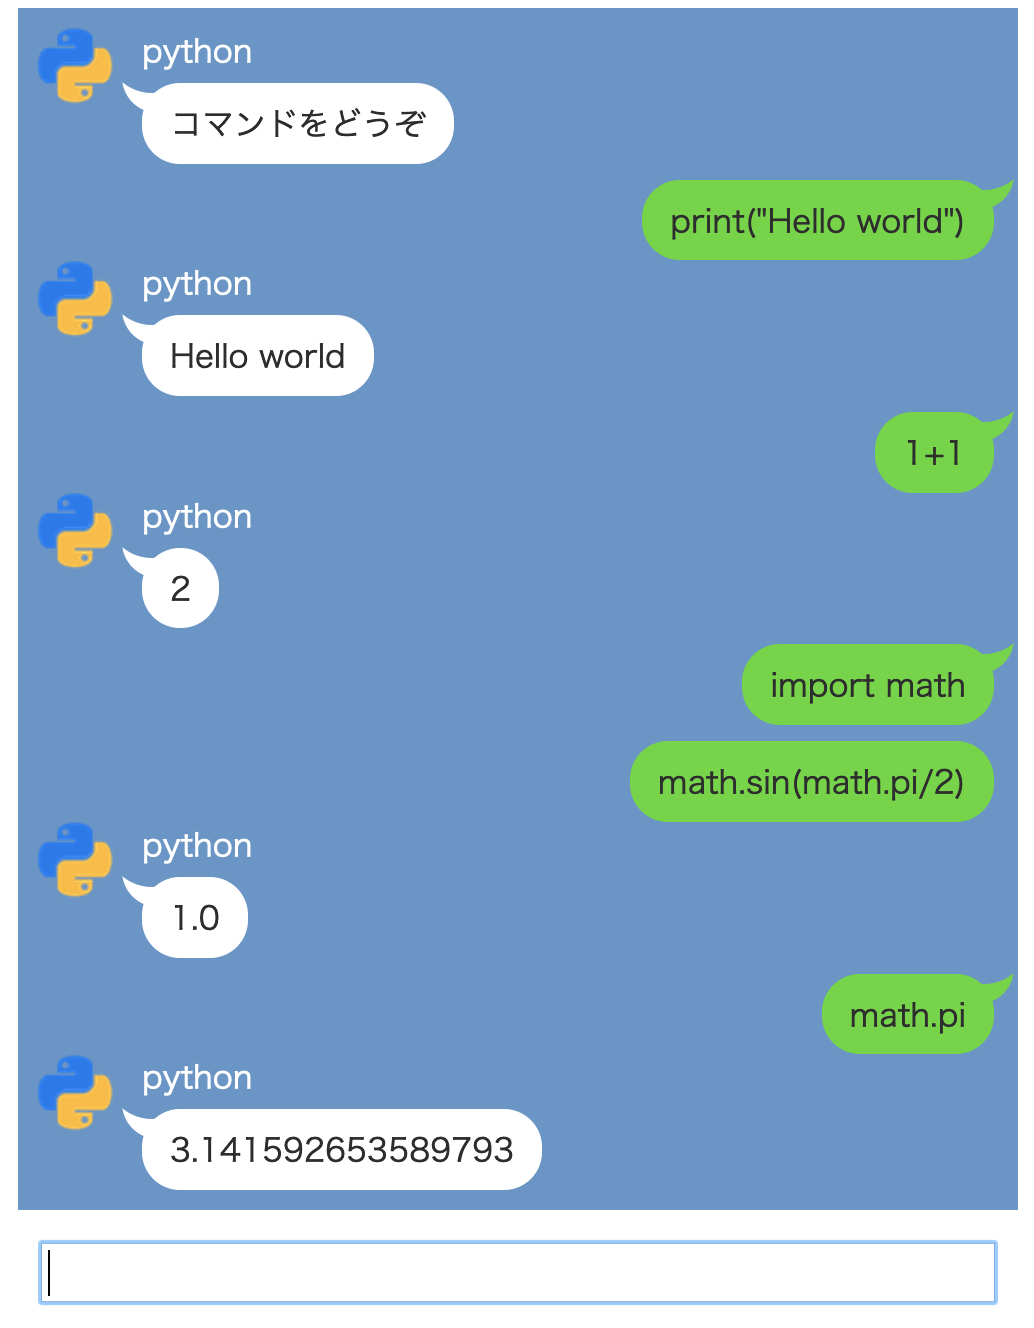 python
コマンドをどうぞ
print("Hello world")
python
Hello world
1+1
python
2
import math
math.sin(math.pi/2)
python
1.0
math.pi
python
3.141592653589793